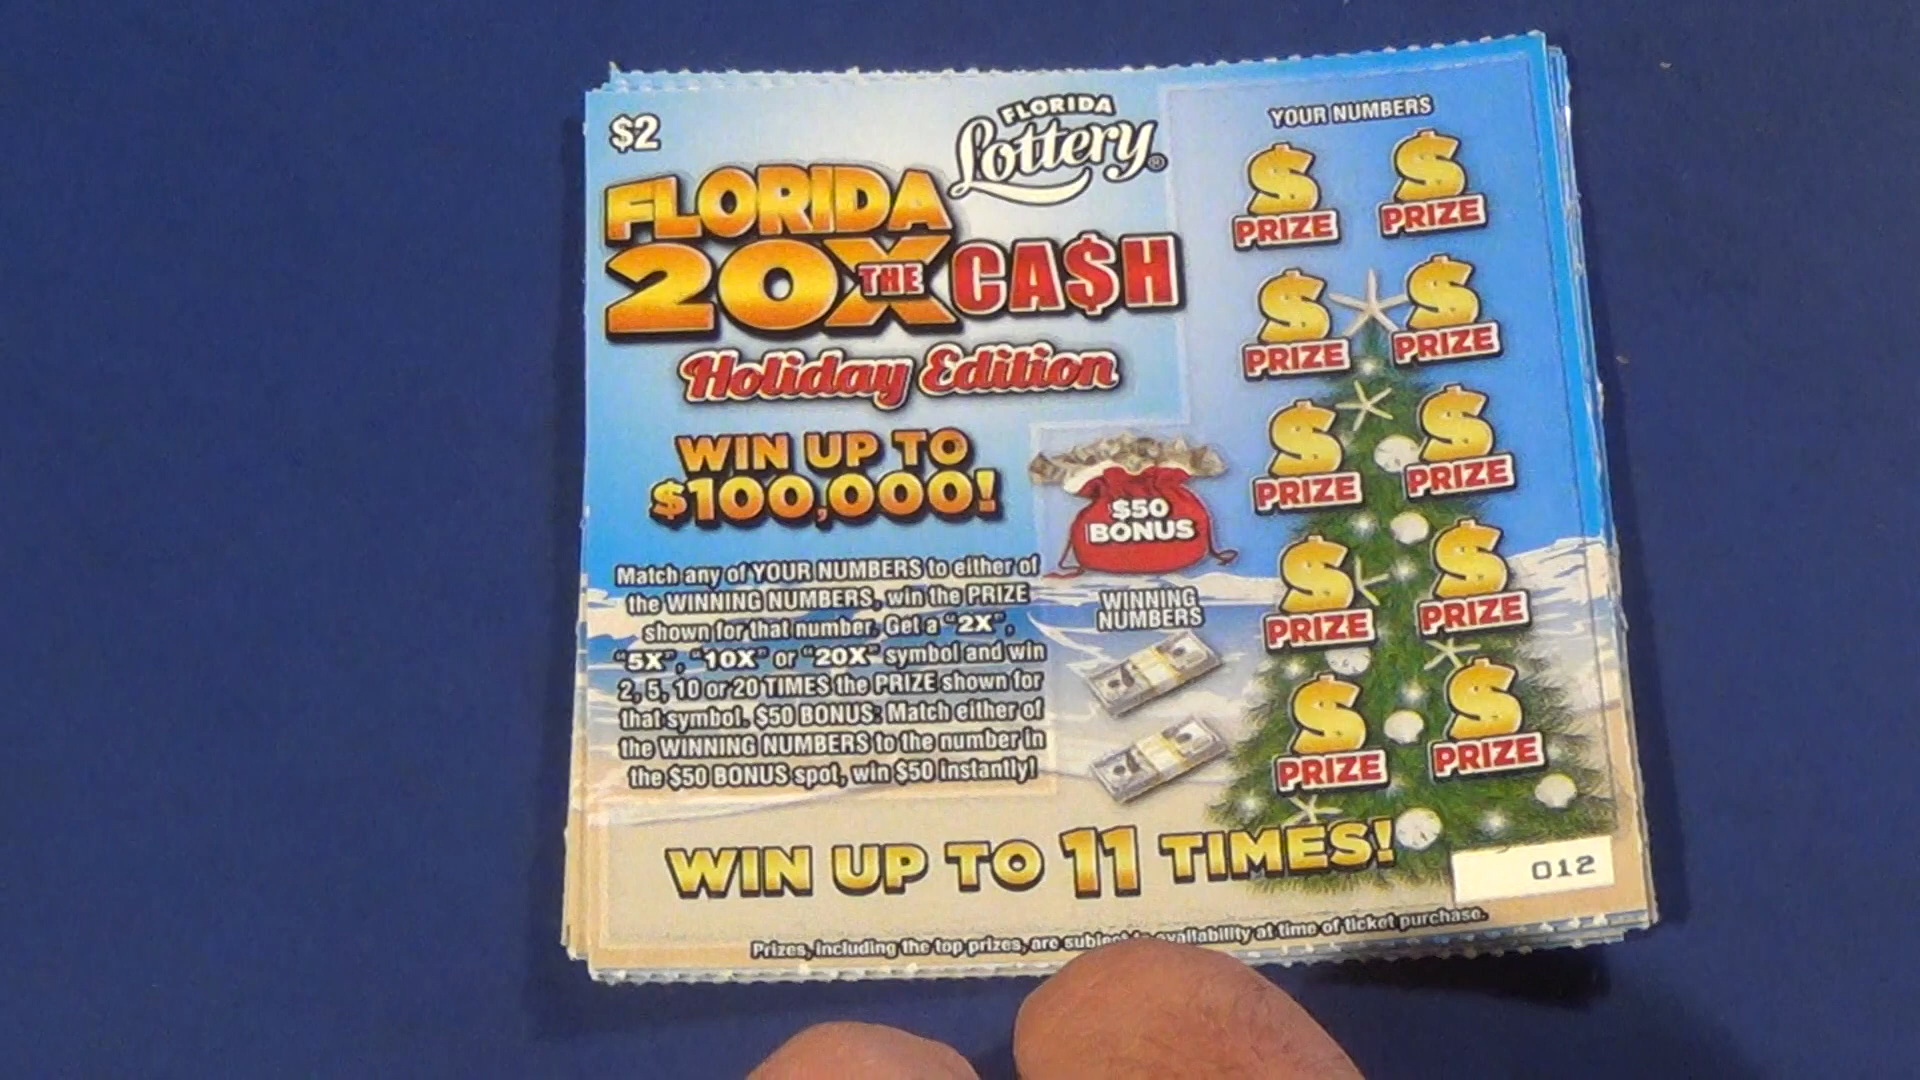 $2
FLORIDA
Lottery®
FLORIDA
20X THE CA$H
Holiday Edition
WIN UP TO
$100,000!
Match any of YOUR NUMBERS to either of
the WINNING NUMBERS, win the PRIZE
shown for that number. Get a "2X",
"5X", "10X" or "20X" symbol and win
2, 5, 10 or 20 TIMES the PRIZE shown for
that symbol. $50 BONUS: Match either of
the WINNING NUMBERS to the number in
the $50 BONUS spot, win $50 instantly!
$50
BONUS
WINNING
NUMBERS
YOUR NUMBERS
$ $
PRIZE PRIZE
$ $
PRIZE PRIZE
$ $
PRIZE PRIZE
$ $
PRIZE PRIZE
$ $
PRIZE PRIZE
WIN UP TO 11 TIMES!
012
Prizes, including the top prizes, are subject to availability at time of ticket purchase.